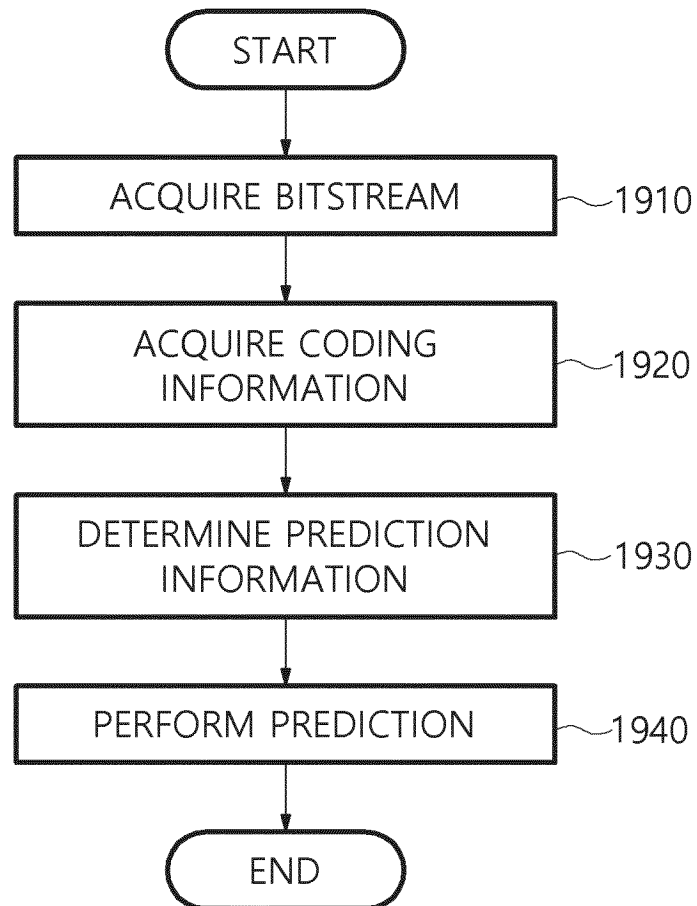 START
ACQUIRE BITSTREAM
1910
ACQUIRE CODING
INFORMATION
1920
DETERMINE PREDICTION
INFORMATION
1930
PERFORM PREDICTION
1940
END